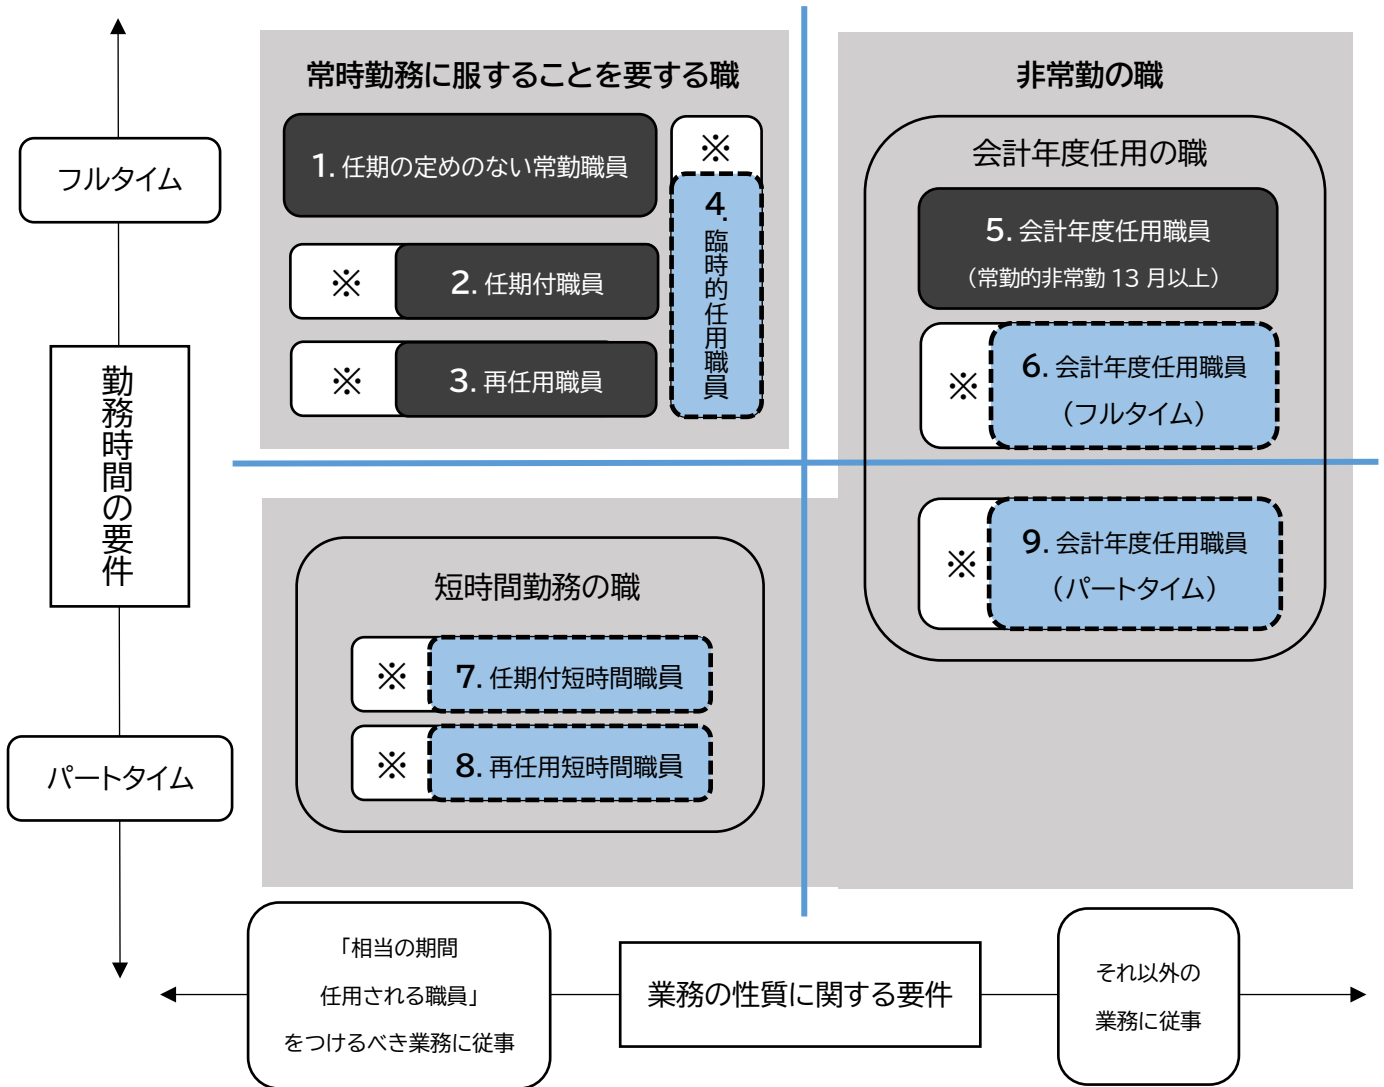 常時勤務に服することを要する職
非常勤の職
フルタイム
1. 任期の定めのない常勤職員
※
4. 臨時的任用職員
※
2. 任期付職員
※
3. 再任用職員
会計年度任用の職
5. 会計年度任用職員
（常勤的非常勤 13 月以上）
※
6. 会計年度任用職員
（フルタイム）
勤務時間の要件
※
9. 会計年度任用職員
（パートタイム）
短時間勤務の職
※
7. 任期付短時間職員
※
8. 再任用短時間職員
パートタイム
「相当の期間
任用される職員」
をつけるべき業務に従事
業務の性質に関する要件
それ以外の
業務に従事